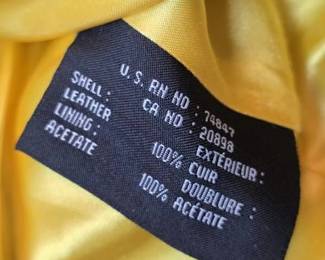 U.S. RN NO : 74847
CA NO : 20898
SHELL :
LEATHER
LINING :
ACETATE
EXTÉRIEUR :
100% CUIR
DOUBLURE :
100% ACÉTATE